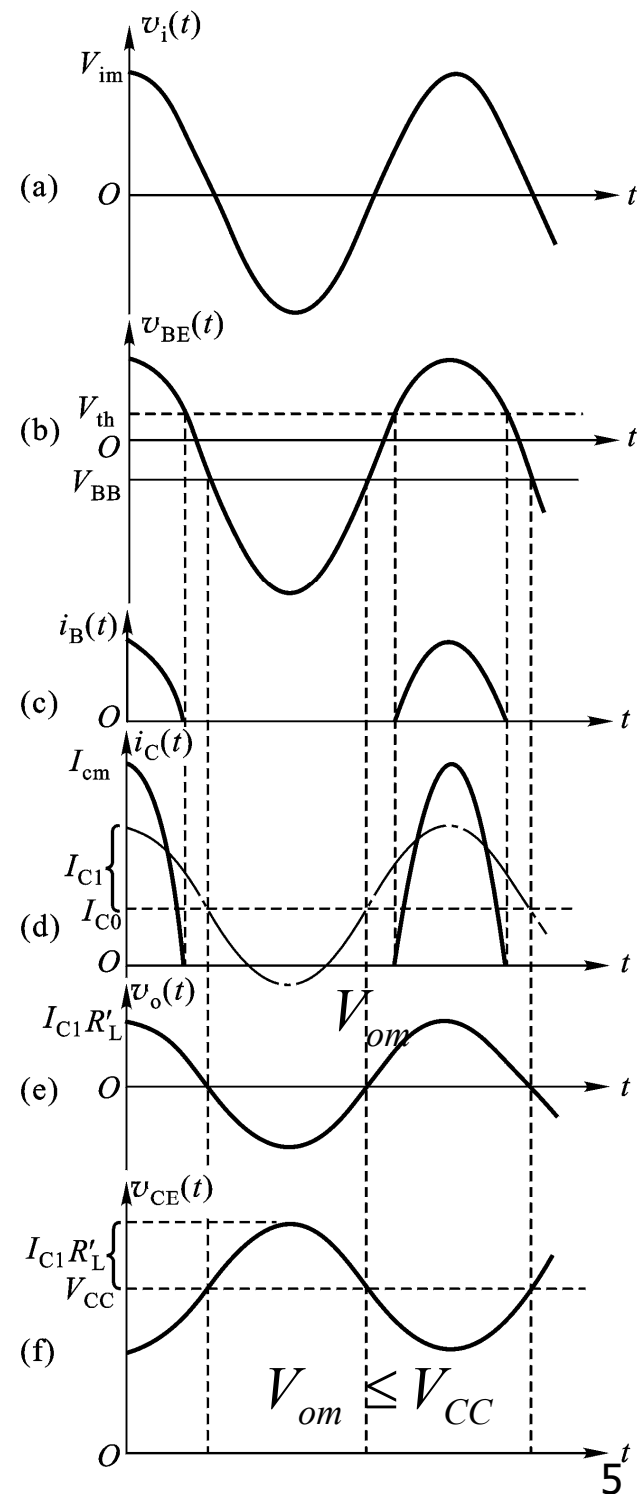 v_i(t)
V_im
(a)
O
t
v_BE(t)
V_th
(b)
O
t
V_BB
i_B(t)
(c)
O
t
i_C(t)
I_cm
I_C1
I_C0
(d)
O
t
v_o(t)
V_om
I_C1 R'_L
(e)
O
t
v_CE(t)
I_C1 R'_L
V_CC
(f)
V_om ≤ V_CC
O
t
5